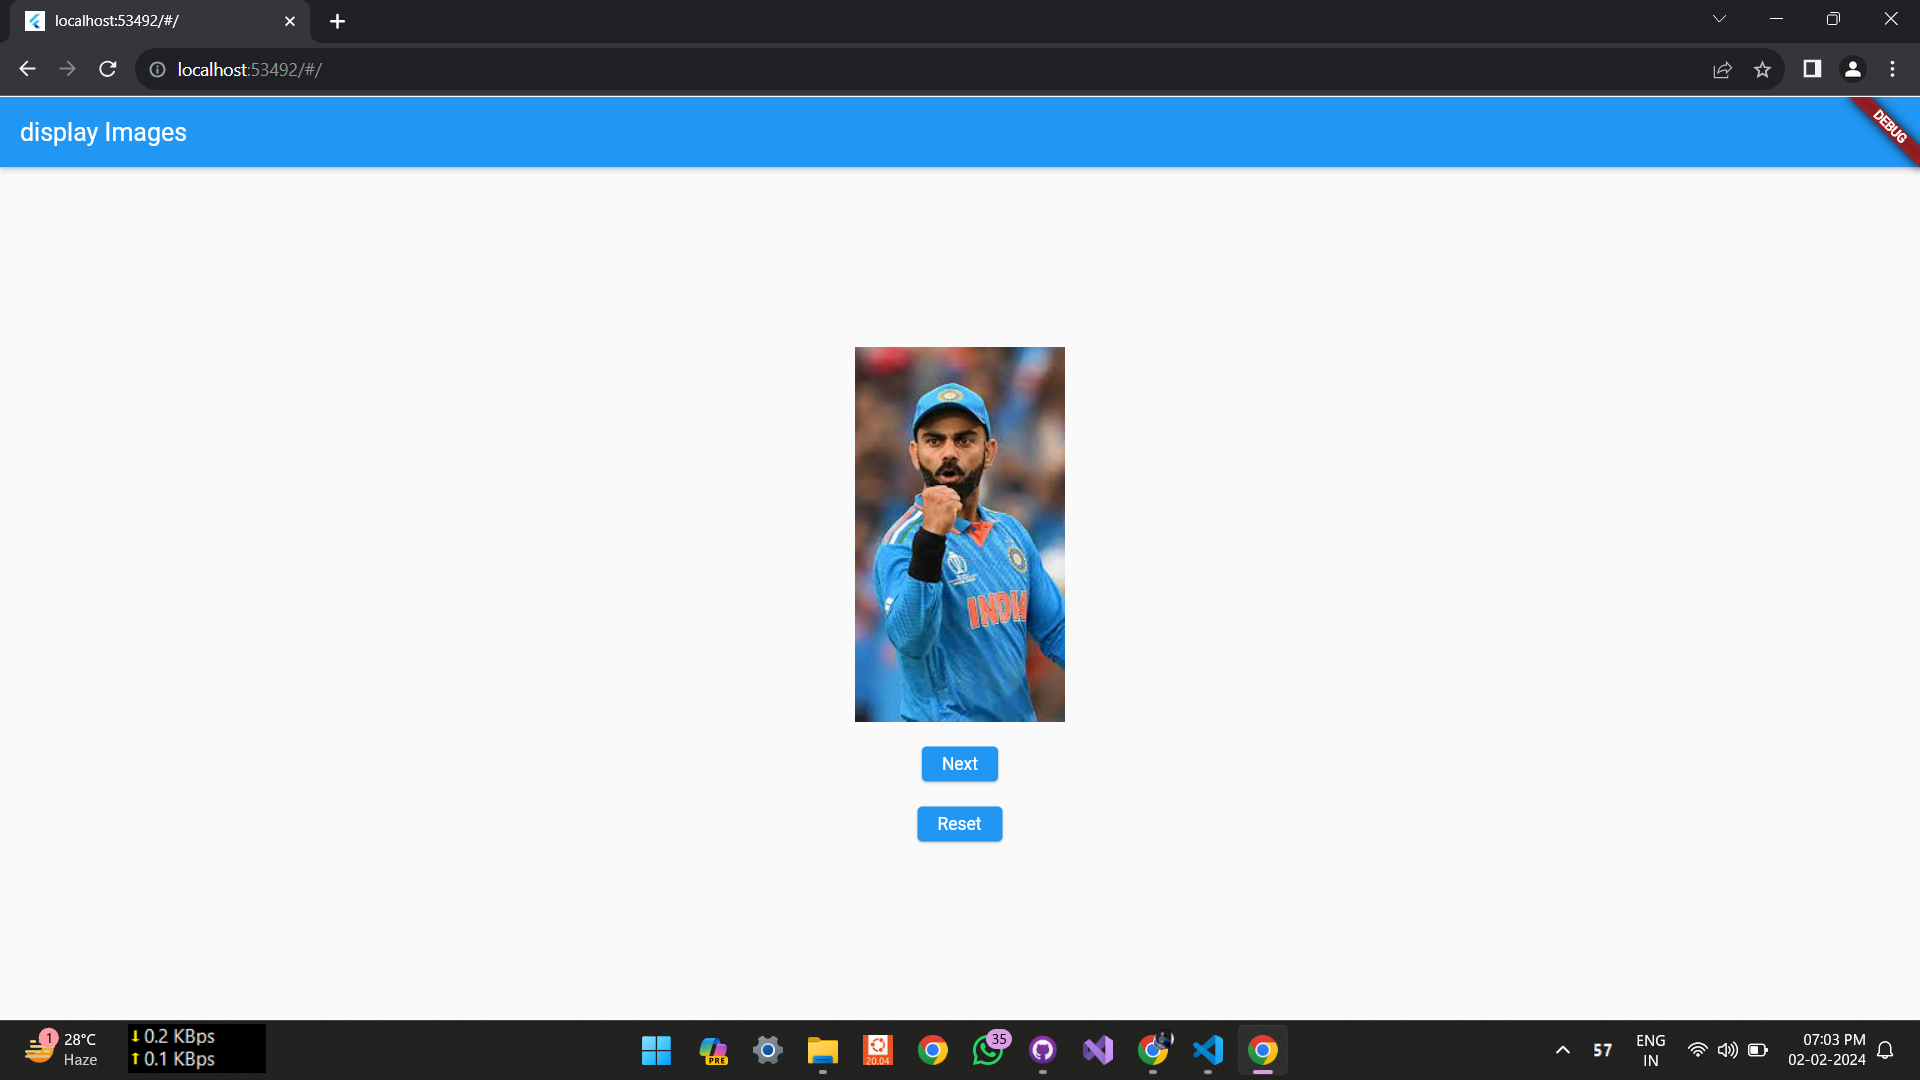 localhost:53492/#/
localhost:53492/#/
display Images
DEBUG
INDIA
Next
Reset
1
28°C
Haze
0.2 KBps
0.1 KBps
PRE
20.04
35
57
ENG
IN
07:03 PM
02-02-2024